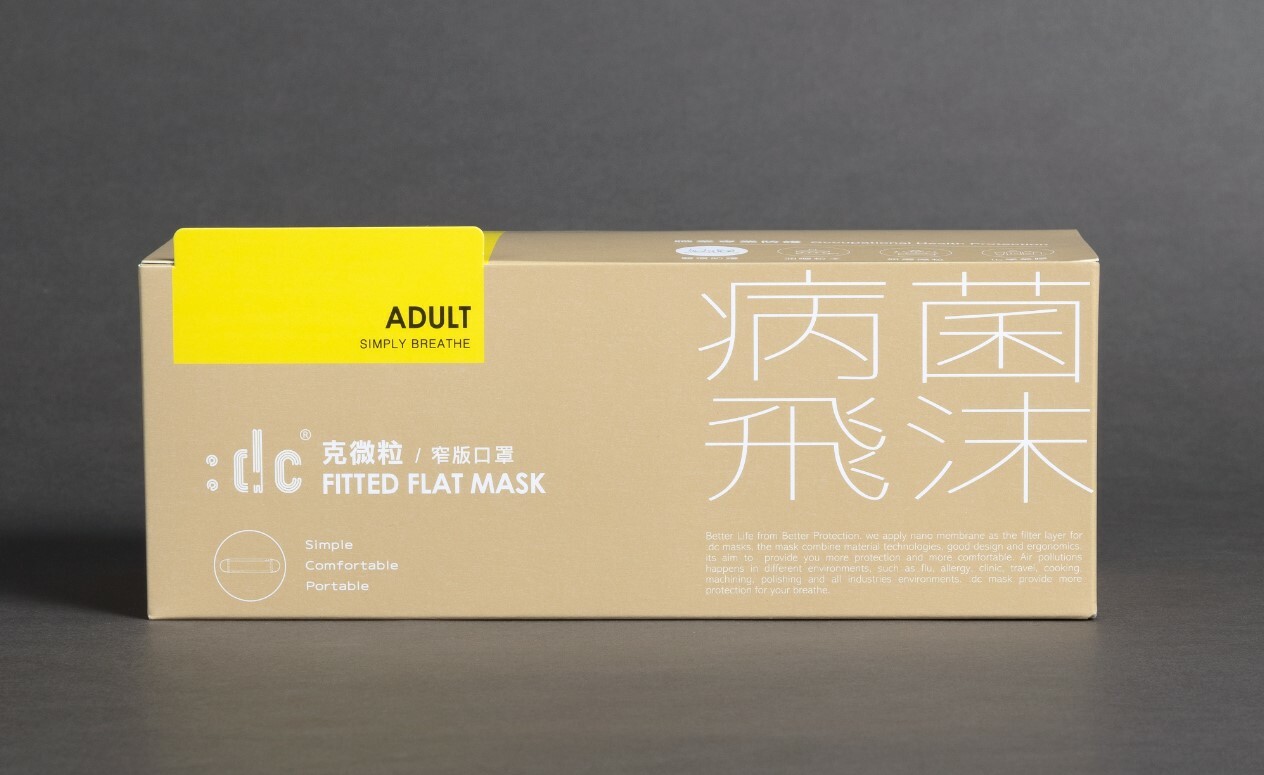 ADULT
SIMPLY BREATHE
:dc®
克微粒 / 窄版口罩
FITTED FLAT MASK
Simple
Comfortable
Portable
Occupational Health Protection
病菌
飛沫
Better Life from Better Protection, we apply nano membrane as the filter layer for
:dc masks, the mask combine material technologies, good design and ergonomics.
its aim to provide you more protection and more comfortable. Air pollutions
happens in different environments, such as flu, allergy, clinic, travel, cooking,
machining, polishing and all industries environments, :dc mask provide more
protection for your breathe.